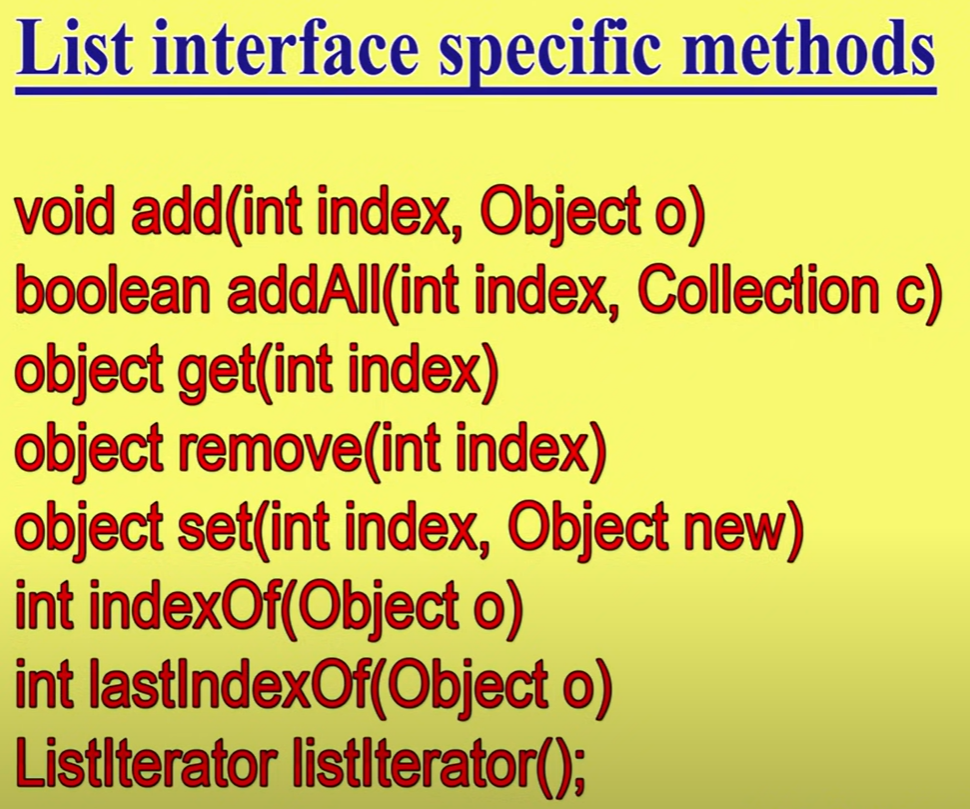 List interface specific methods
void add(int index, Object o)
boolean addAll(int index, Collection c)
object get(int index)
object remove(int index)
object set(int index, Object new)
int indexOf(Object o)
int lastIndexOf(Object o)
ListIterator listIterator();